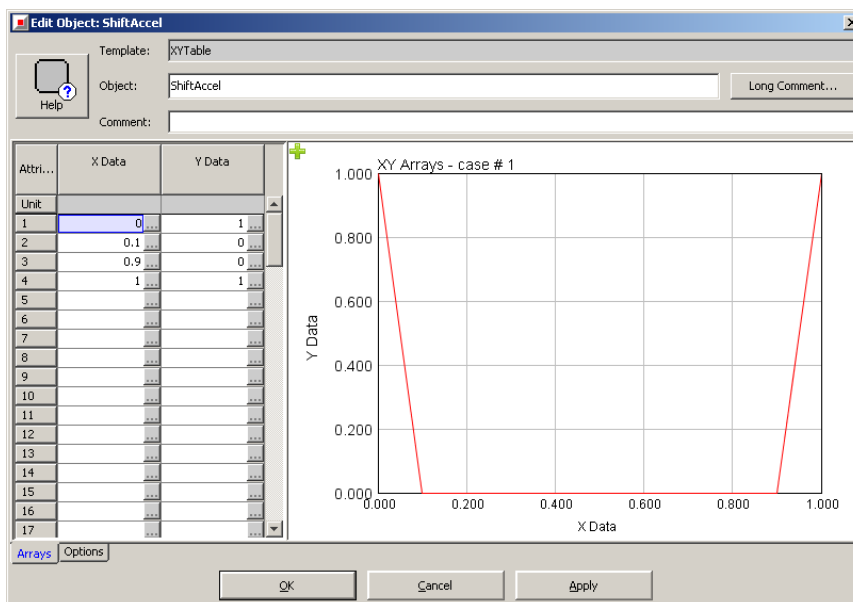 Edit Object: ShiftAccel
Template: XYTable
Help
Object: ShiftAccel Long Comment...
Comment:
Attri... X Data Y Data
Unit
1 0 ... 1 ...
2 0.1 ... 0 ...
3 0.9 ... 0 ...
4 1 ... 1 ...
5 ... ...
6 ... ...
7 ... ...
8 ... ...
9 ... ...
10 ... ...
11 ... ...
12 ... ...
13 ... ...
14 ... ...
15 ... ...
16 ... ...
17 ... ...
XY Arrays - case # 1
1.000
0.800
0.600
0.400
0.200
0.000
Y Data
0.000 0.200 0.400 0.600 0.800 1.000
X Data
Arrays Options
OK Cancel Apply